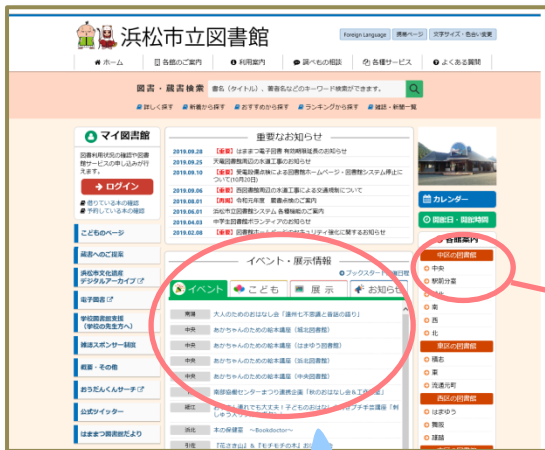 浜松市立図書館
Foreign Language
携帯ページ
文字サイズ・色合い変更
ホーム
各館のご案内
利用案内
調べもの相談
各種サービス
よくある質問
図書・蔵書検索
書名（タイトル）、著者名などのキーワード検索ができます。
詳しく探す
新着から探す
おすすめから探す
ランキングから探す
雑誌・新聞一覧
マイ図書館
図書利用状況の確認や図書館サービスの申し込みが行えます。
ログイン
借りている本の確認
予約している本の確認
こどものページ
蔵書へのご提案
浜松市文化遺産
デジタルアーカイブ
電子図書
学校図書館支援
（学校の先生方へ）
雑誌スポンサー制度
概要・その他
おうだんくんサーチ
公式ツイッター
はままつ図書館だより
重要なお知らせ
2019.09.28 【重要】はままつ電子図書 有効期限延長のお知らせ
2019.09.25 天竜図書館周辺の水道工事のお知らせ
2019.09.10 【重要】受電設備点検による図書館ホームページ・図書館システム停止に
ついて(10月20日)
2019.09.06 【重要】西図書館周辺の水道工事による交通規制について
2019.08.01 【再掲】令和元年度 蔵書点検のご案内
2019.06.01 浜松市立図書館システム 各種機能のご案内
2019.04.03 中学生図書館ボランティアのお知らせ
2019.02.08 【重要】図書館ホームページのセキュリティ強化に関するお知らせ
イベント・展示情報
ブックスタート
日程
イベント
こども
展示
お知らせ
大人のためのおはなし会「遠州七不思議と昔話の語り」
中央 あかちゃんのための絵本講座（城北図書館）
中央 あかちゃんのための絵本講座（はまゆう図書館）
中央 あかちゃんのための絵本講座（浜北図書館）
中央 あかちゃんのための絵本講座（中央図書館）
南部協働センターまつり連携企画「秋のおはなし会＆工作
細江
浜北 本の保健室 ～Bookdoctor～
引佐 『花さき山』＆『モチモチの木』
カレンダー
開館日・開館時間
各館案内
中区の図書館
中央
駅前分室
南
西
北
東区の図書館
積志
東
流通元町
西区の図書館
はまゆう
舞阪
雄踏